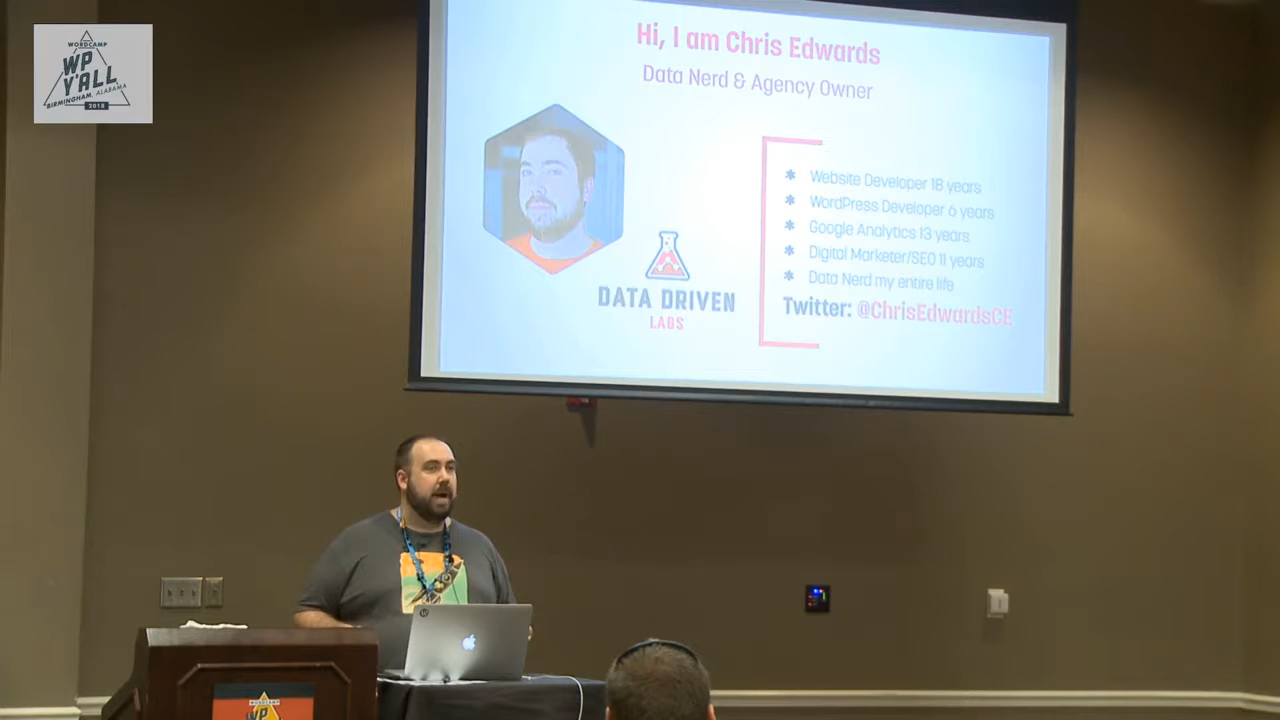 WORDCAMP
WP
Y'ALL
BIRMINGHAM, ALABAMA
2018
Hi, I am Chris Edwards
Data Nerd & Agency Owner
DATA DRIVEN
LABS
* Website Developer 18 years
* WordPress Developer 6 years
* Google Analytics 13 years
* Digital Marketer/SEO 11 years
* Data Nerd my entire life
Twitter: @ChrisEdwardsCE
WORDCAMP
WP